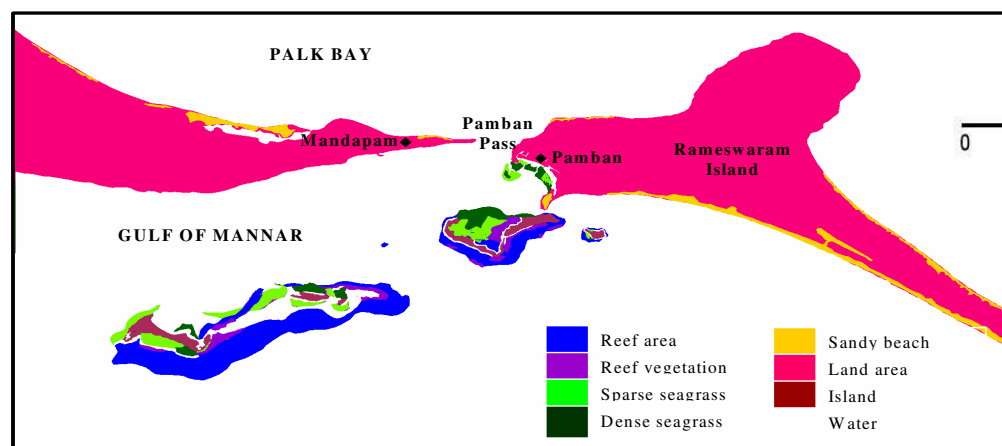 PALK BAY
Pamban
Pass
Mandapam
Pamban
Rameswaram
Island
0
GULF OF MANNAR
Reef area
Reef vegetation
Sparse seagrass
Dense seagrass
Sandy beach
Land area
Island
Water